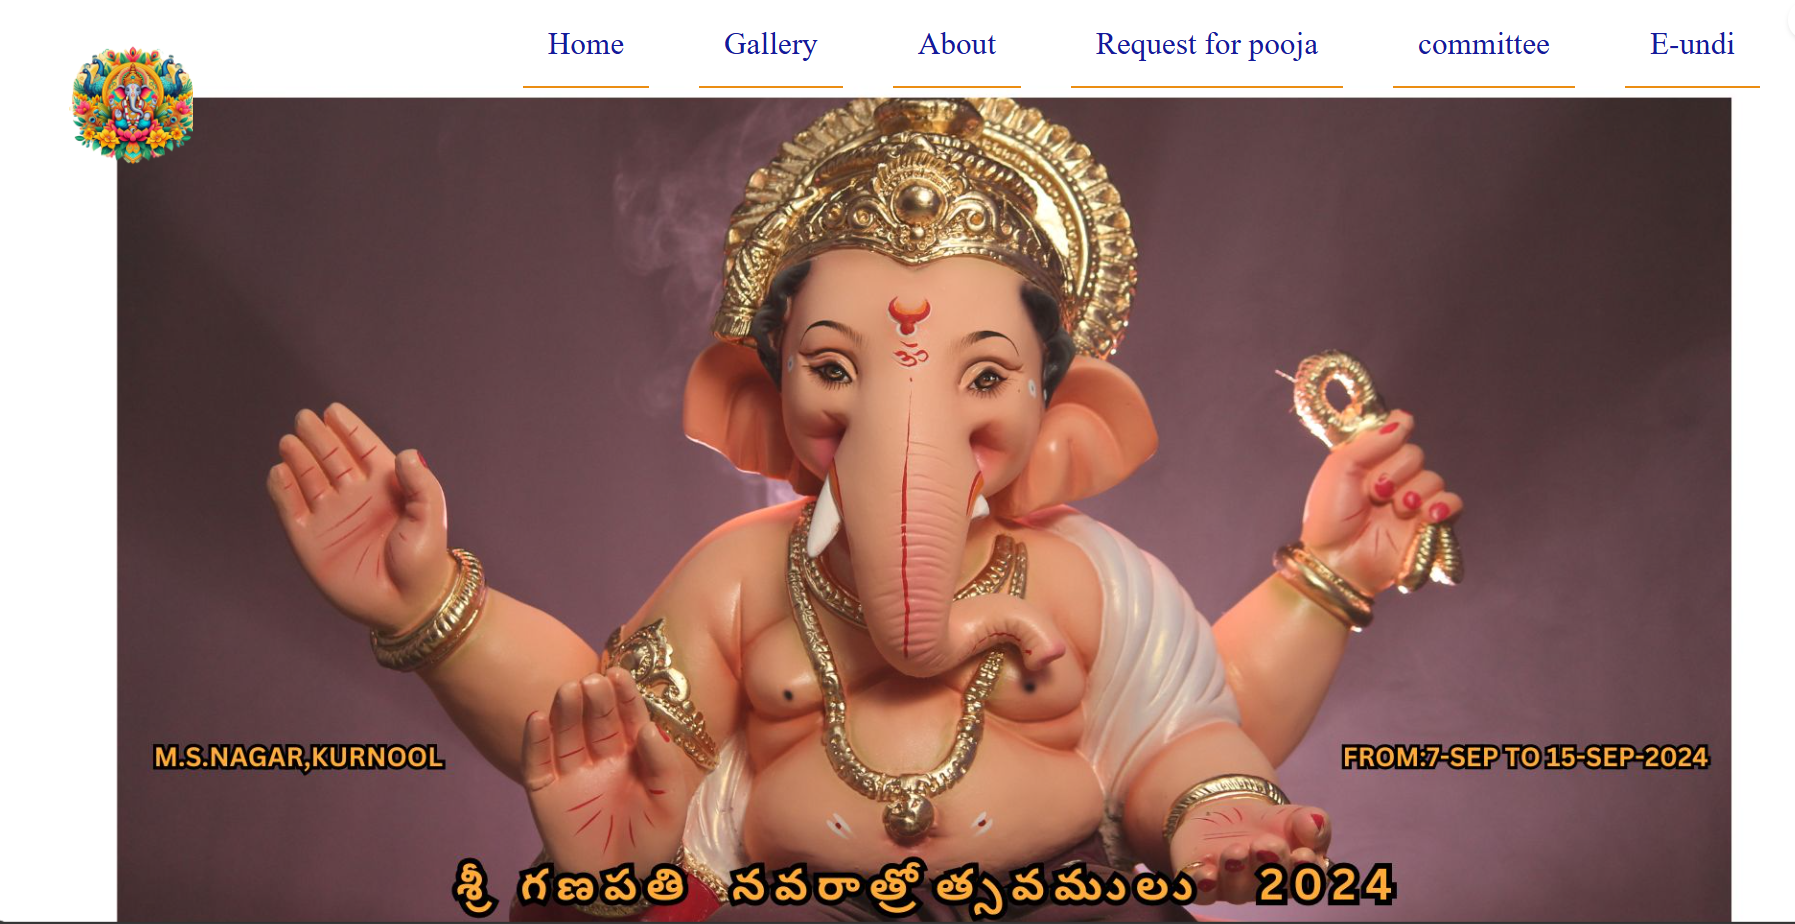 Home Gallery About Request for pooja committee E-undi
ॐ
M.S.NAGAR,KURNOOL
FROM:7-SEP TO 15-SEP-2024
శ్రీ గణపతి నవరాత్రోత్సవములు 2024